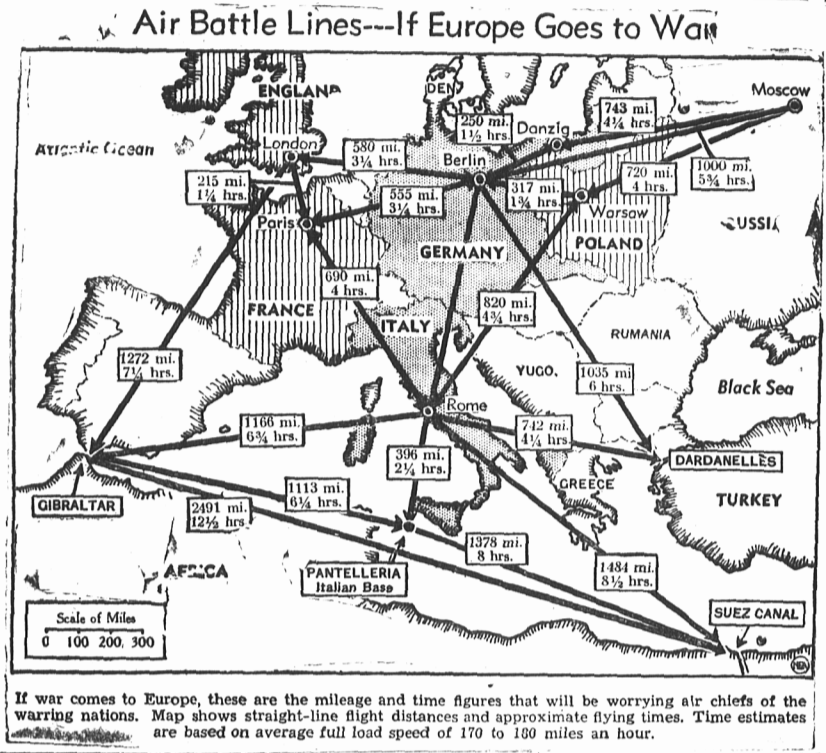 Air Battle Lines---If Europe Goes to War
ENGLAND
DEN
Moscow
250 mi.
1½ hrs.
Danzig
743 mi.
4¼ hrs.
Atlantic Ocean
London
580 mi.
3¼ hrs.
Berlin
1000 mi.
5¾ hrs.
720 mi.
4 hrs.
215 mi.
1¼ hrs.
555 mi.
3¼ hrs.
317 mi.
1¾ hrs.
Warsaw
Paris
USSIA
POLAND
GERMANY
690 mi.
4 hrs.
FRANCE
820 mi.
4¾ hrs.
ITALY
RUMANIA
1272 mi.
7¼ hrs.
YUGO.
1035 mi
6 hrs.
Black Sea
Rome
1166 mi.
6¾ hrs.
742 mi.
4¼ hrs.
396 mi.
2¼ hrs.
DARDANELLES
GREECE
TURKEY
GIBRALTAR
1113 mi.
6¼ hrs.
2491 mi.
12½ hrs
1378 mi.
8 hrs.
AFRICA
PANTELLERIA
Italian Base
1484 mi.
8½ hrs.
SUEZ CANAL
Scale of Miles
0 100 200, 300
NEA
If war comes to Europe, these are the mileage and time figures that will be worrying air chiefs of the
warring nations. Map shows straight-line flight distances and approximate flying times. Time estimates
are based on average full load speed of 170 to 180 miles an hour.